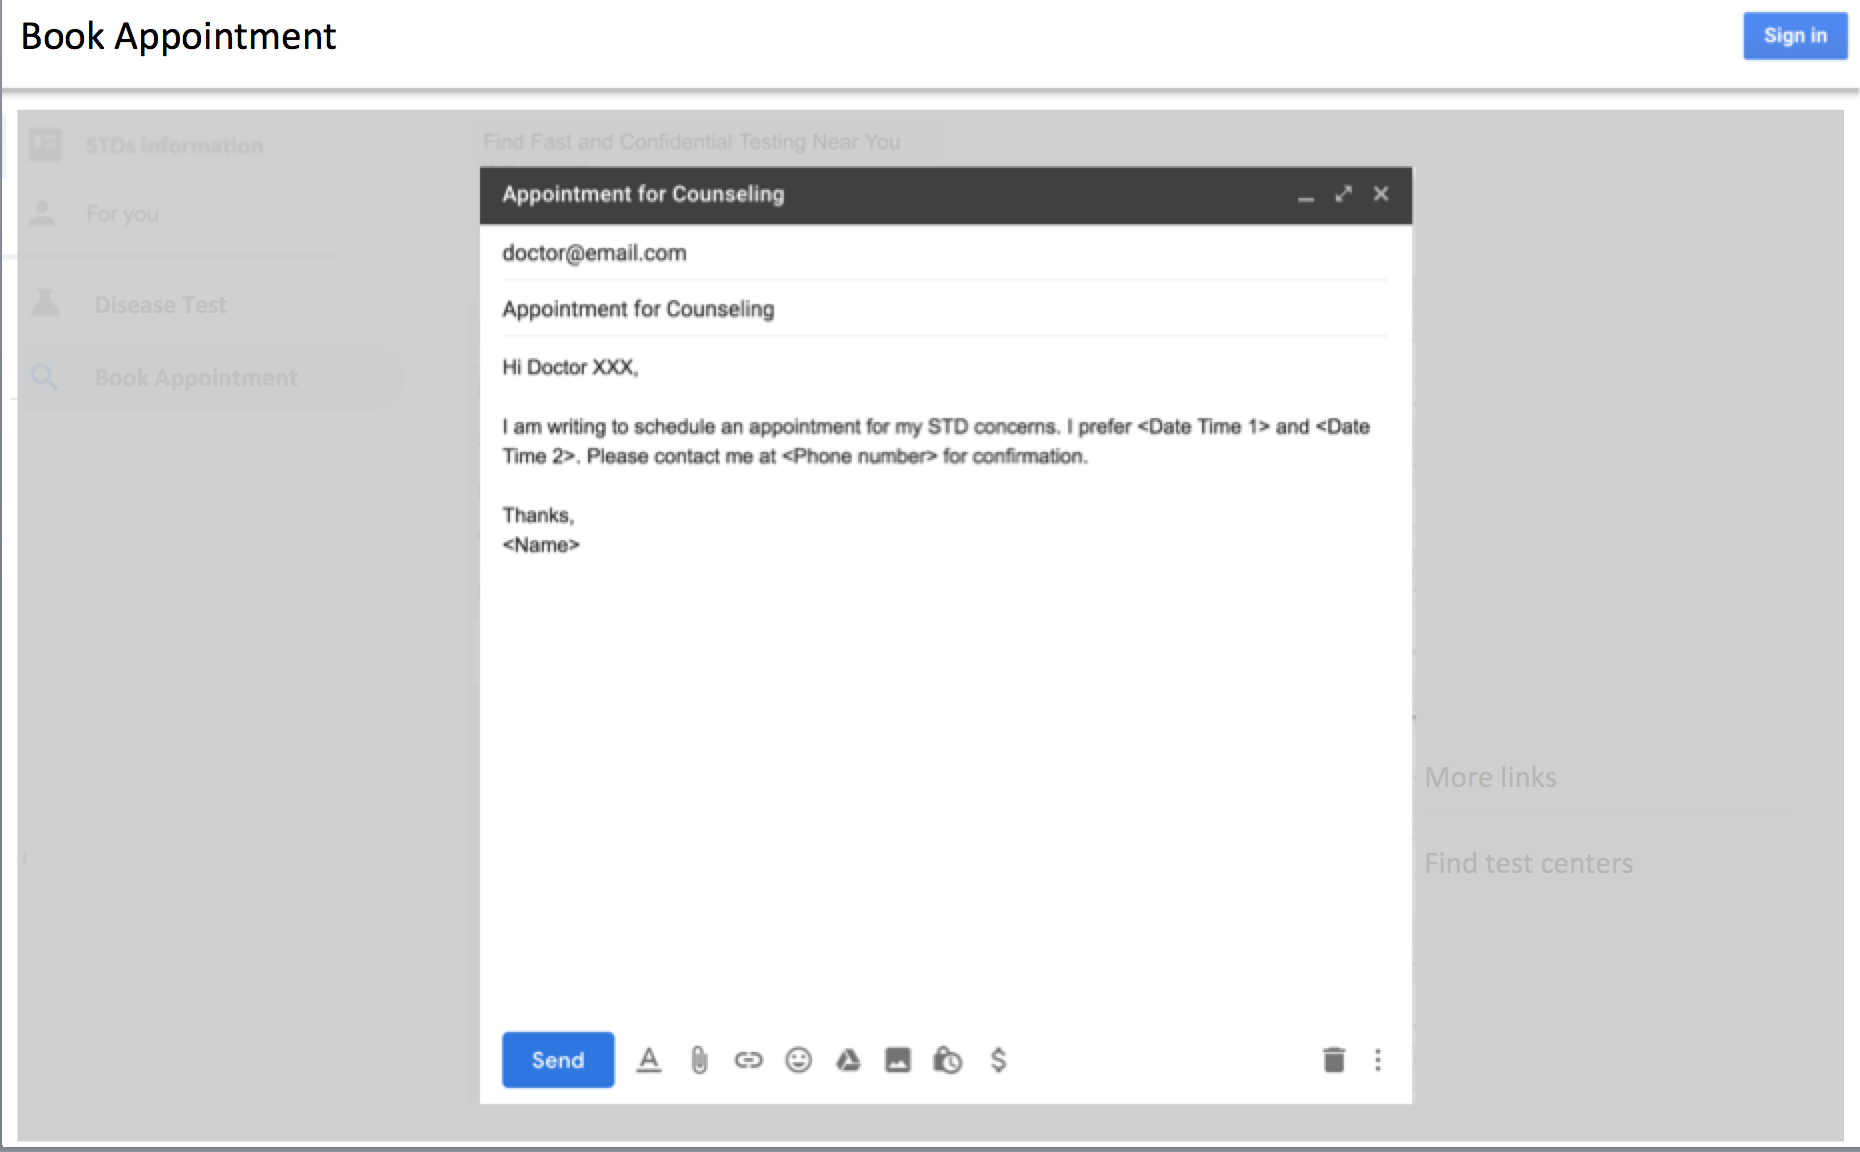 Book Appointment
Sign in
STDs information
For you
Disease Test
Book Appointment
Find Fast and Confidential Testing Near You
Appointment for Counseling
doctor@email.com
Appointment for Counseling
Hi Doctor XXX,
I am writing to schedule an appointment for my STD concerns. I prefer <Date Time 1> and <Date
Time 2>. Please contact me at <Phone number> for confirmation.
Thanks,
<Name>
More links
Find test centers
Send